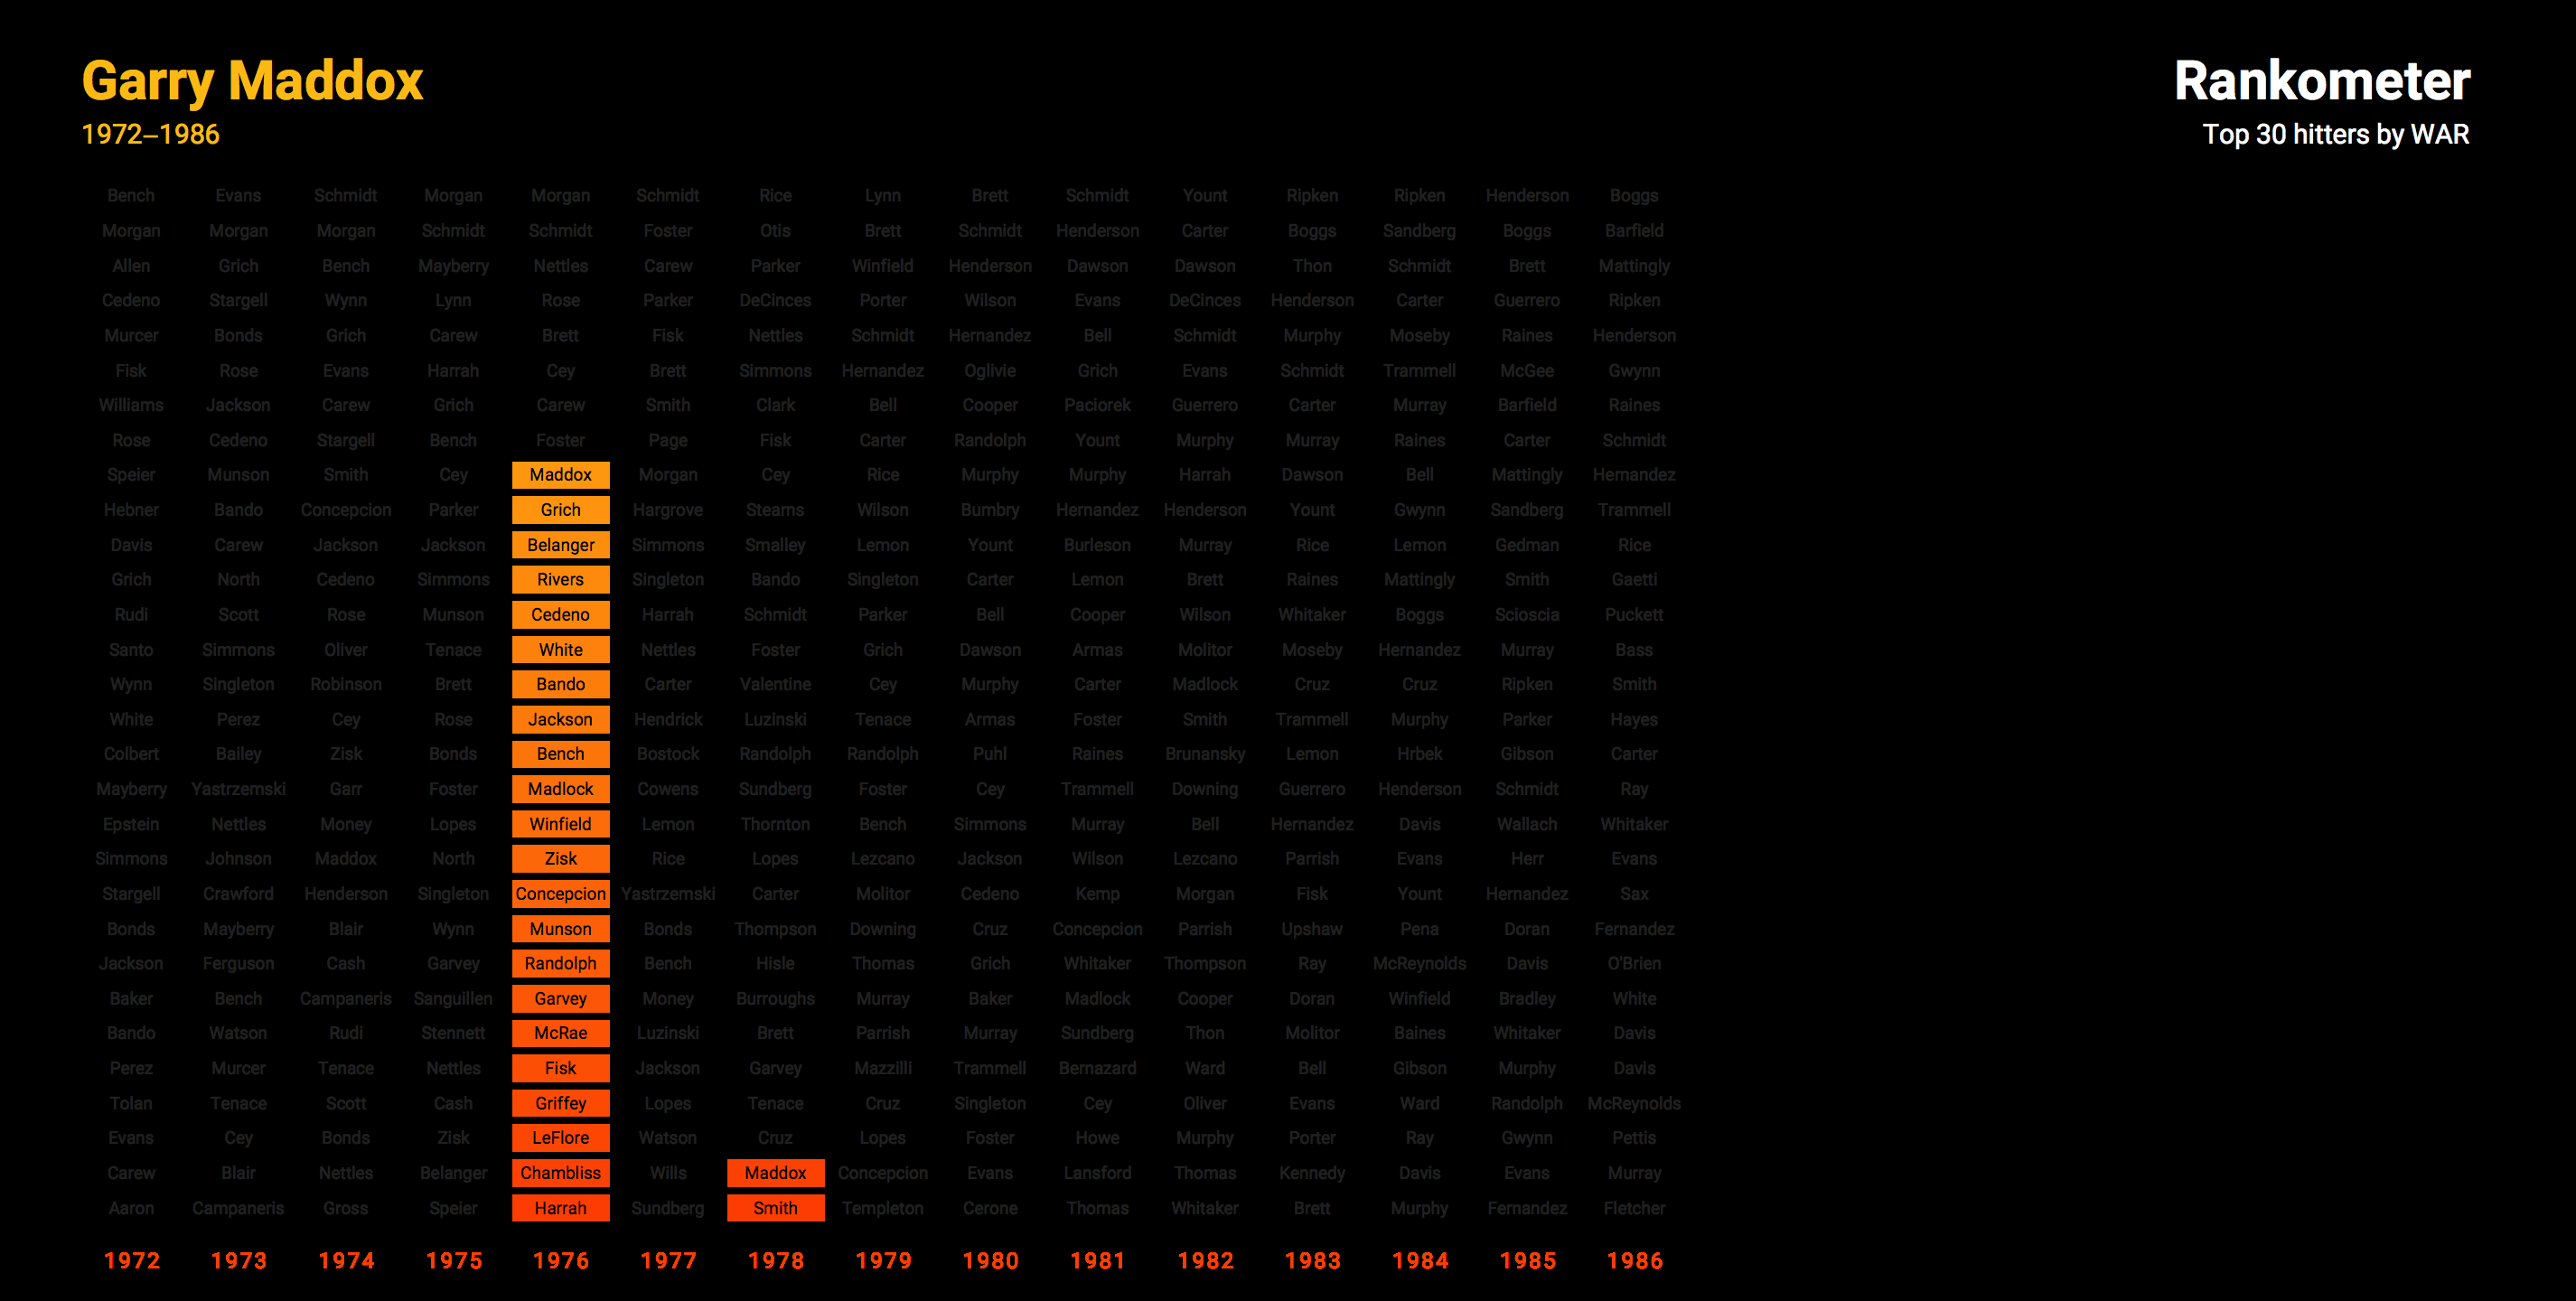 Garry Maddox
1972–1986
Rankometer
Top 30 hitters by WAR
Bench Evans Schmidt Morgan Morgan Schmidt Rice Lynn Brett Schmidt Yount Ripken Ripken Henderson Boggs
Morgan Morgan Morgan Schmidt Schmidt Foster Otis Brett Schmidt Henderson Carter Boggs Sandberg Boggs Barfield
Allen Grich Bench Mayberry Nettles Carew Parker Winfield Henderson Dawson Dawson Thon Schmidt Brett Mattingly
Cedeno Stargell Wynn Lynn Rose Parker DeCinces Porter Wilson Evans DeCinces Henderson Carter Guerrero Ripken
Murcer Bonds Grich Carew Brett Fisk Nettles Schmidt Hernandez Bell Schmidt Murphy Moseby Raines Henderson
Fisk Rose Evans Harrah Cey Brett Simmons Hernandez Oglivie Grich Evans Schmidt Trammell McGee Gwynn
Williams Jackson Carew Grich Carew Smith Clark Bell Cooper Paciorek Guerrero Carter Murray Barfield Raines
Rose Cedeno Stargell Bench Foster Page Fisk Carter Randolph Yount Murphy Murray Raines Carter Schmidt
Speier Munson Smith Cey Maddox Morgan Cey Rice Murphy Murphy Harrah Dawson Bell Mattingly Hernandez
Hebner Bando Concepcion Parker Grich Hargrove Stearns Wilson Bumbry Hernandez Henderson Yount Gwynn Sandberg Trammell
Davis Carew Jackson Jackson Belanger Simmons Smalley Lemon Yount Burleson Murray Rice Lemon Gedman Rice
Grich North Cedeno Simmons Rivers Singleton Bando Singleton Carter Lemon Brett Raines Mattingly Smith Gaetti
Rudi Scott Rose Munson Cedeno Harrah Schmidt Parker Bell Cooper Wilson Whitaker Boggs Scioscia Puckett
Santo Simmons Oliver Tenace White Nettles Foster Grich Dawson Armas Molitor Moseby Hernandez Murray Bass
Wynn Singleton Robinson Brett Bando Carter Valentine Cey Murphy Carter Madlock Cruz Cruz Ripken Smith
White Perez Cey Rose Jackson Hendrick Luzinski Tenace Armas Foster Smith Trammell Murphy Parker Hayes
Colbert Bailey Zisk Bonds Bench Bostock Randolph Randolph Puhl Raines Brunansky Lemon Hrbek Gibson Carter
Mayberry Yastrzemski Garr Foster Madlock Cowens Sundberg Foster Cey Trammell Downing Guerrero Henderson Schmidt Ray
Epstein Nettles Money Lopes Winfield Lemon Thornton Bench Simmons Murray Bell Hernandez Davis Wallach Whitaker
Simmons Johnson Maddox North Zisk Rice Lopes Lezcano Jackson Wilson Lezcano Parrish Evans Herr Evans
Stargell Crawford Henderson Singleton Concepcion Yastrzemski Carter Molitor Cedeno Kemp Morgan Fisk Yount Hernandez Sax
Bonds Mayberry Blair Wynn Munson Bonds Thompson Downing Cruz Concepcion Parrish Upshaw Pena Doran Fernandez
Jackson Ferguson Cash Garvey Randolph Bench Hisle Thomas Grich Whitaker Thompson Ray McReynolds Davis O'Brien
Baker Bench Campaneris Sanguillen Garvey Money Burroughs Murray Baker Madlock Cooper Doran Winfield Bradley White
Bando Watson Rudi Stennett McRae Luzinski Brett Parrish Murray Sundberg Thon Molitor Baines Whitaker Davis
Perez Murcer Tenace Nettles Fisk Jackson Garvey Mazzilli Trammell Bernazard Ward Bell Gibson Murphy Davis
Tolan Tenace Scott Cash Griffey Lopes Tenace Cruz Singleton Cey Oliver Evans Ward Randolph McReynolds
Evans Cey Bonds Zisk LeFlore Watson Cruz Lopes Foster Howe Murphy Porter Ray Gwynn Pettis
Carew Blair Nettles Belanger Chambliss Wills Maddox Concepcion Evans Lansford Thomas Kennedy Davis Evans Murray
Aaron Campaneris Gross Speier Harrah Sundberg Smith Templeton Cerone Thomas Whitaker Brett Murphy Fernandez Fletcher
1972 1973 1974 1975 1976 1977 1978 1979 1980 1981 1982 1983 1984 1985 1986